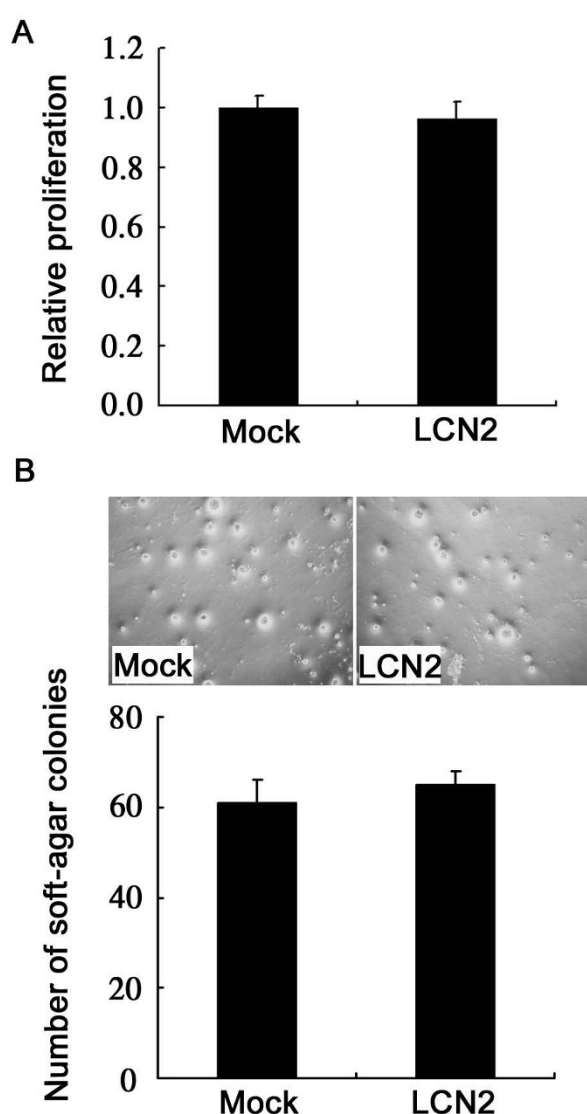 A
Relative proliferation
1.2
1.0
0.8
0.6
0.4
0.2
0.0
Mock LCN2
B
Mock LCN2
Number of soft-agar colonies
80
60
40
20
0
Mock LCN2